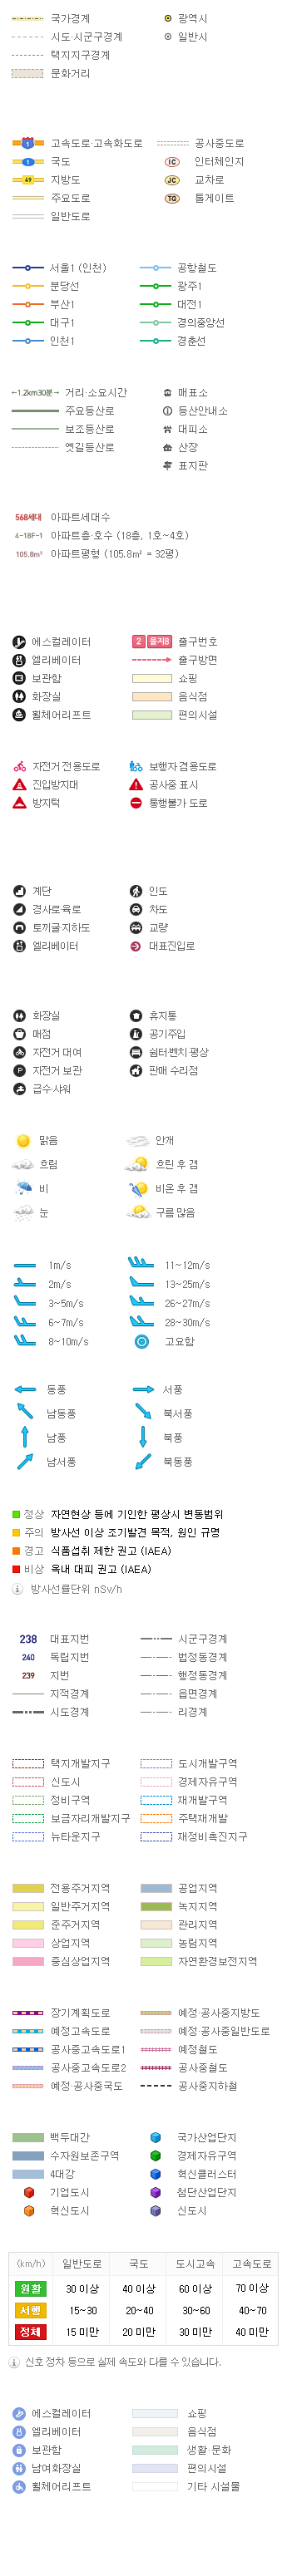 국가경계 광역시
시도·시군구경계 일반시
택지지구경계
문화거리
1 고속도로·고속화도로 공사중도로
1 국도 IC 인터체인지
49 지방도 JC 교차로
주요도로 TG 톨게이트
일반도로
서울1 (인천) 공항철도
분당선 광주1
부산1 대전1
대구1 경의중앙선
인천1 경춘선
←1.2km30분→ 거리·소요시간 매표소
주요등산로 등산안내소
보조등산로 대피소
옛길등산로 산장
표지판
568세대 아파트세대수
4-18F-1 아파트층·호수 (18층, 1호~4호)
105.8m² 아파트평형 (105.8m² = 32평)
에스컬레이터 2 을지8 출구번호
엘리베이터 출구방면
보관함 쇼핑
화장실 음식점
휠체어리프트 편의시설
자전거 전용도로 보행자 겸용도로
진입방지대 공사중 표시
방지턱 통행불가 도로
계단 인도
경사로·육로 차도
토끼굴·지하도 교량
엘리베이터 대표진입로
화장실 휴지통
매점 공기주입
자전거 대여 쉼터·벤치·평상
P 자전거 보관 판매 수리점
급수·샤워
맑음 안개
흐림 흐린 후 갬
비 비온 후 갬
눈 구름 많음
1m/s 11~12m/s
2m/s 13~25m/s
3~5m/s 26~27m/s
6~7m/s 28~30m/s
8~10m/s 고요함
동풍 서풍
남동풍 북서풍
남풍 북풍
남서풍 북동풍
정상 자연현상 등에 기인한 평상시 변동범위
주의 방사선 이상 조기발견 목적, 원인 규명
경고 식품섭취 제한 권고 (IAEA)
비상 옥내 대피 권고 (IAEA)
방사선률단위 nSv/h
238 대표지번 시군구경계
240 독립지번 법정동경계
239 지번 행정동경계
지적경계 읍면경계
시도경계 리경계
택지개발지구 도시개발구역
신도시 경제자유구역
정비구역 재개발구역
보금자리개발지구 주택재개발
뉴타운지구 재정비촉진지구
전용주거지역 공업지역
일반주거지역 녹지지역
준주거지역 관리지역
상업지역 농림지역
중심상업지역 자연환경보전지역
장기계획도로 예정·공사중지방도
예정고속도로 예정·공사중일반도로
공사중고속도로1 예정철도
공사중고속도로2 공사중철도
예정·공사중국도 공사중지하철
백두대간 국가산업단지
수자원보존구역 경제자유구역
4대강 혁신클러스터
기업도시 첨단산업단지
혁신도시 신도시
(km/h) 일반도로 국도 도시고속 고속도로
원활 30 이상 40 이상 60 이상 70 이상
서행 15~30 20~40 30~60 40~70
정체 15 미만 20 미만 30 미만 40 미만
신호 정차 등으로 실제 속도와 다를 수 있습니다.
에스컬레이터 쇼핑
엘리베이터 음식점
보관함 생활·문화
남여화장실 편의시설
휠체어리프트 기타 시설물